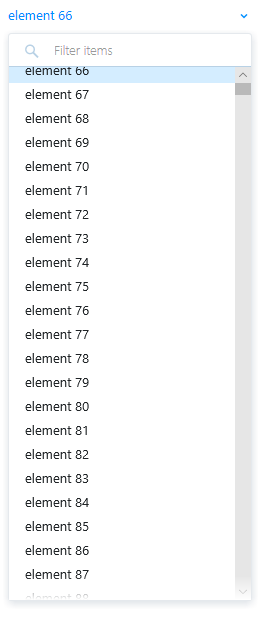 element 66
Filter items
element 66
element 67
element 68
element 69
element 70
element 71
element 72
element 73
element 74
element 75
element 76
element 77
element 78
element 79
element 80
element 81
element 82
element 83
element 84
element 85
element 86
element 87
element 88